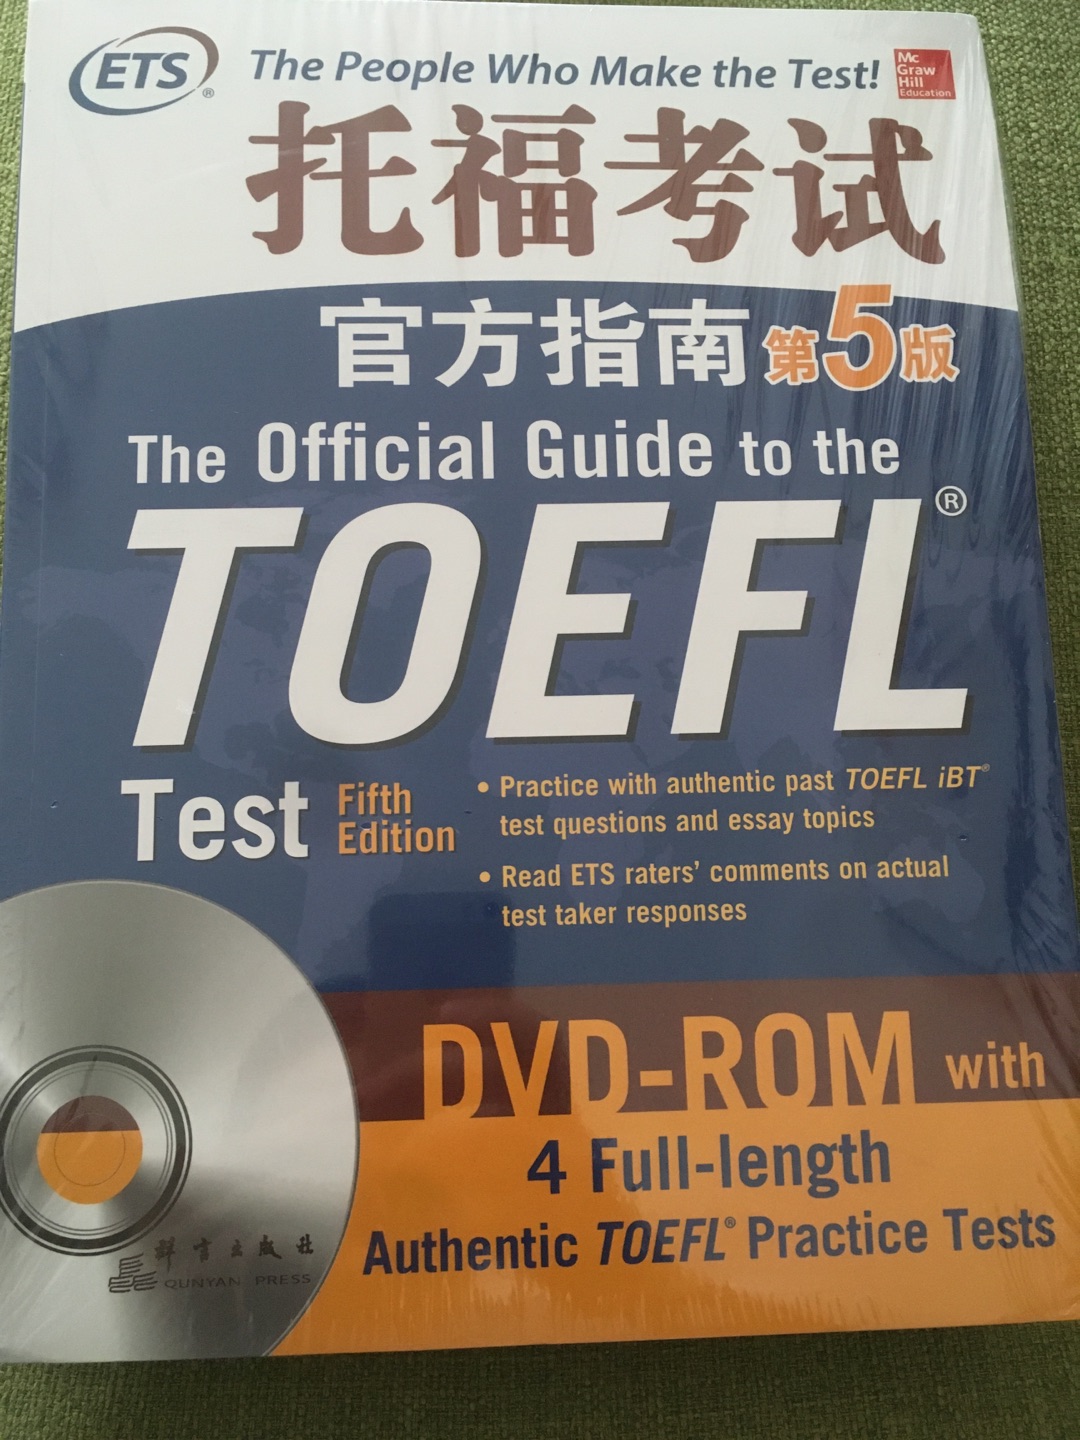 ETS®
The People Who Make the Test!
Mc
Graw
Hill
Education
托福考试
官方指南 第5版
The Official Guide to the
TOEFL®
Test Fifth Edition
• Practice with authentic past TOEFL iBT®
test questions and essay topics
• Read ETS raters' comments on actual
test taker responses
DVD-ROM with
4 Full-length
Authentic TOEFL® Practice Tests
群言出版社
QUNYAN PRESS